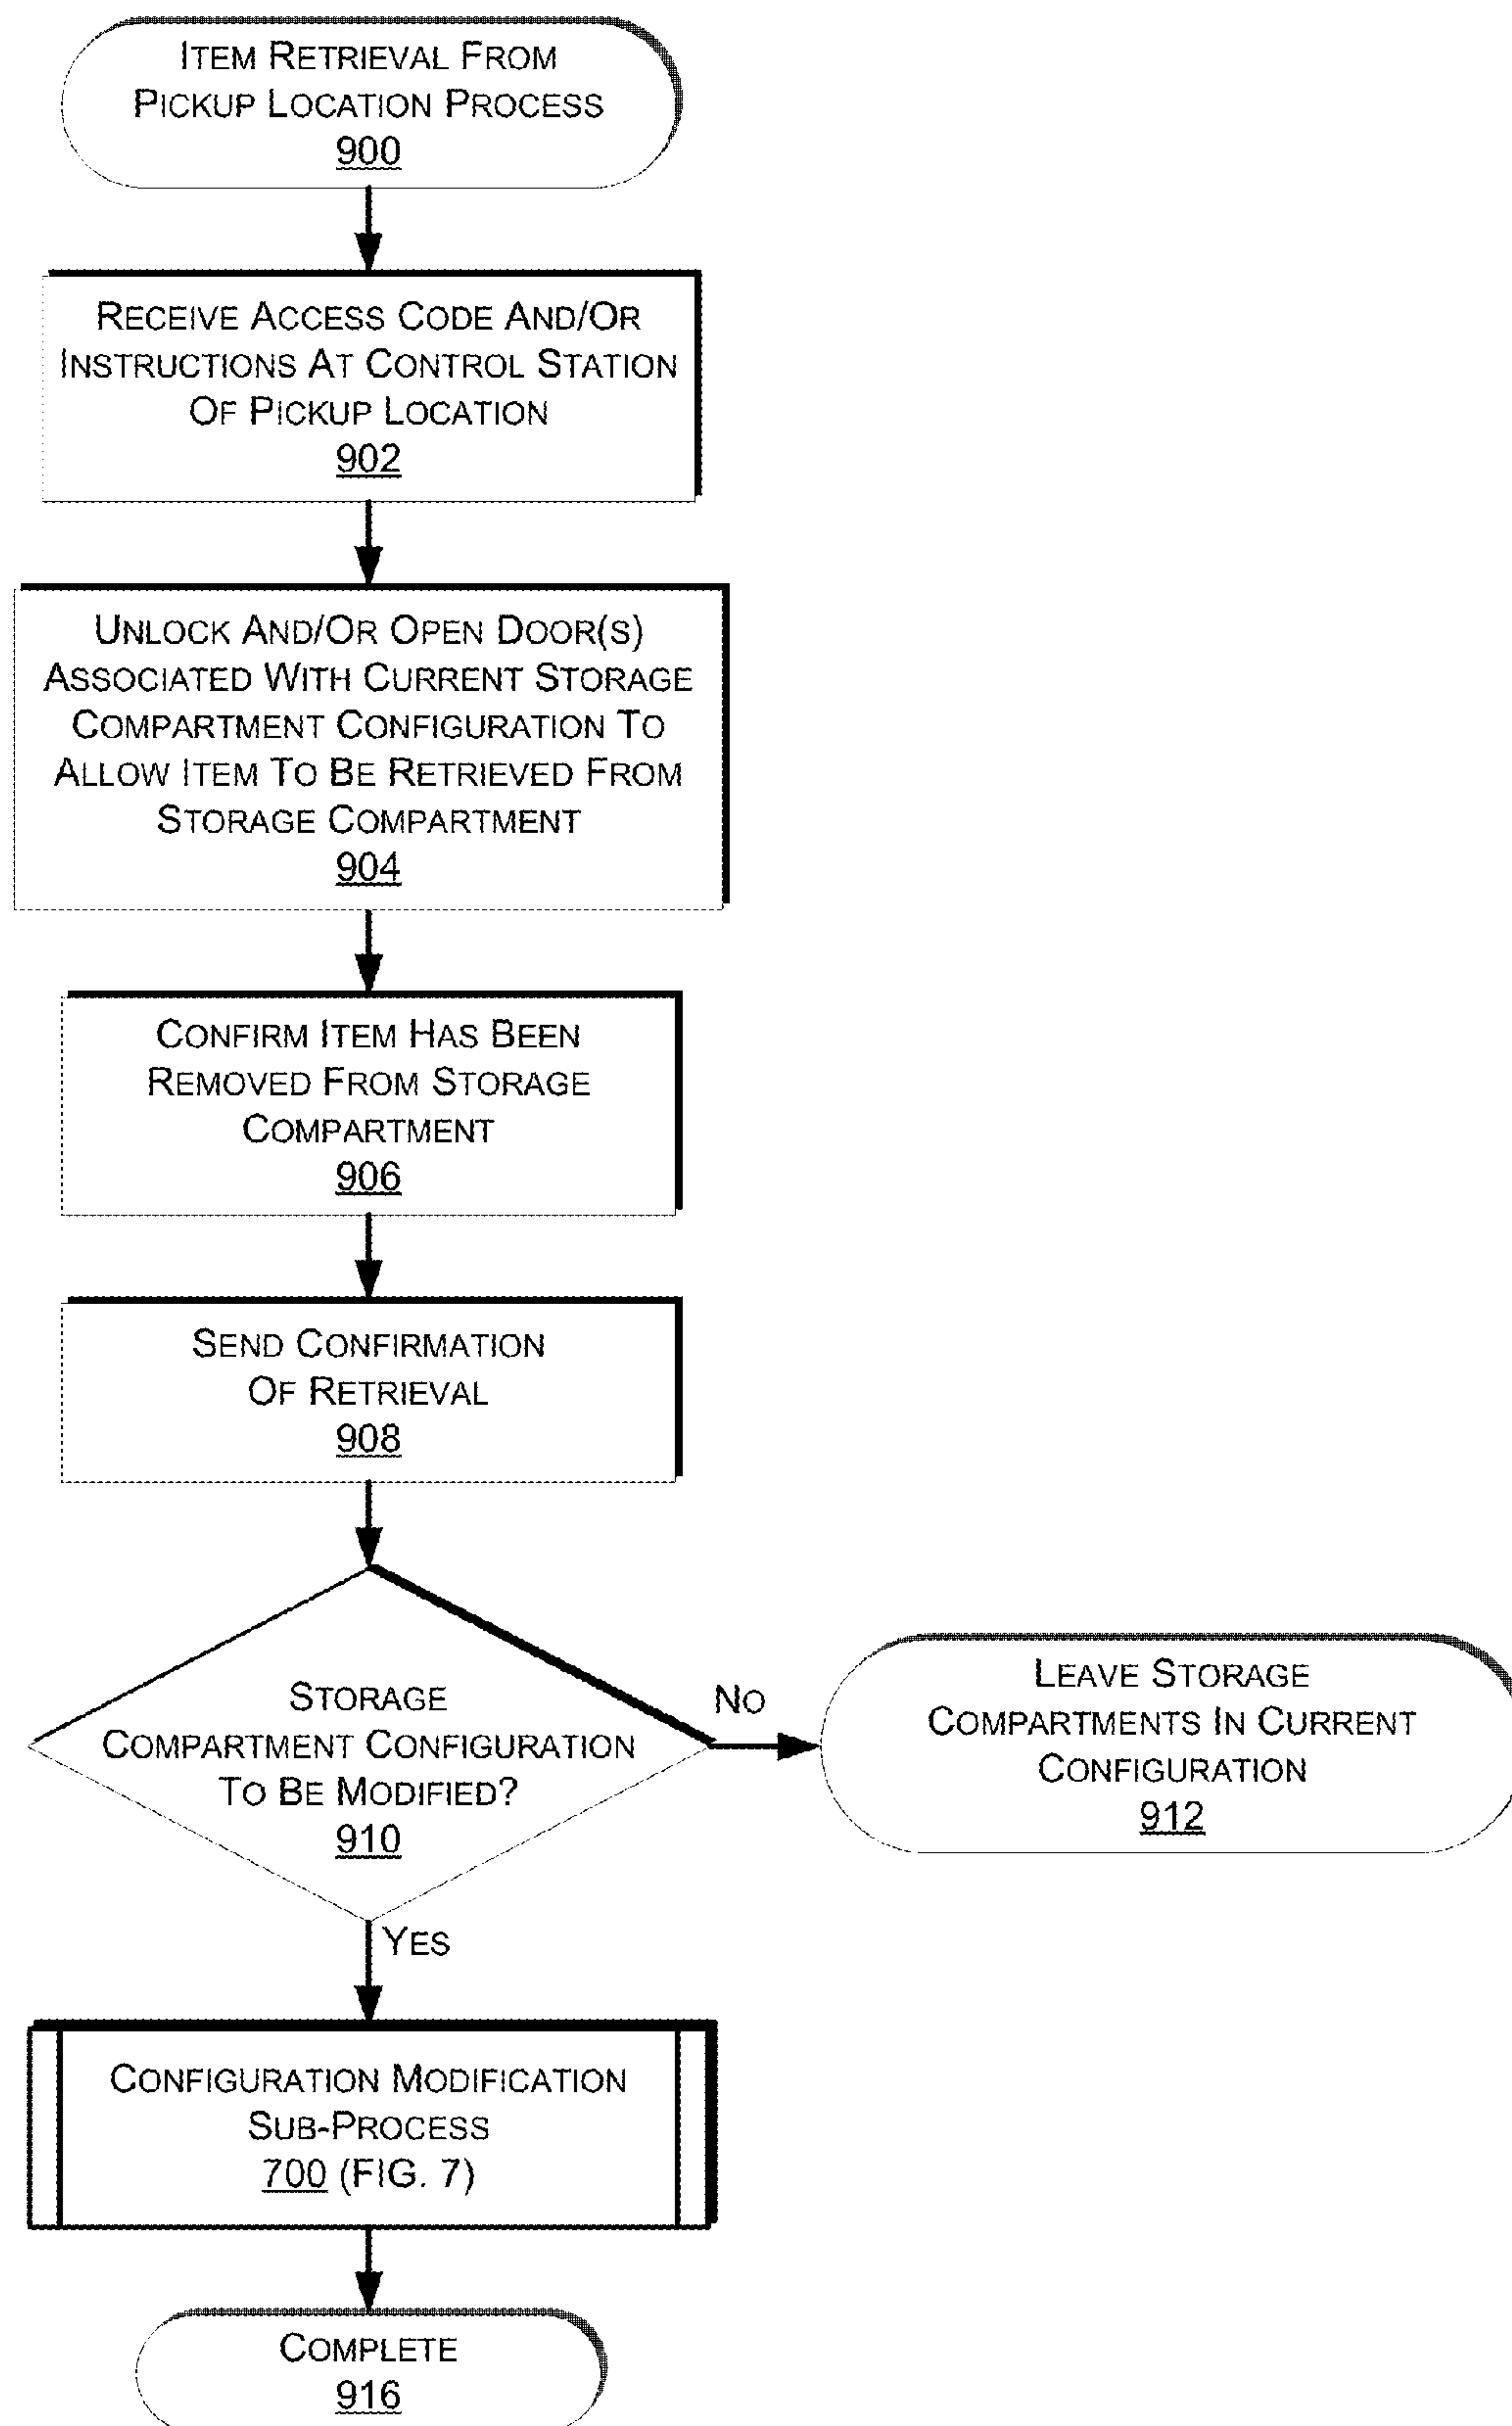 ITEM RETRIEVAL FROM
PICKUP LOCATION PROCESS
900
RECEIVE ACCESS CODE AND/OR
INSTRUCTIONS AT CONTROL STATION
OF PICKUP LOCATION
902
UNLOCK AND/OR OPEN DOOR(S)
ASSOCIATED WITH CURRENT STORAGE
COMPARTMENT CONFIGURATION TO
ALLOW ITEM TO BE RETRIEVED FROM
STORAGE COMPARTMENT
904
CONFIRM ITEM HAS BEEN
REMOVED FROM STORAGE
COMPARTMENT
906
SEND CONFIRMATION
OF RETRIEVAL
908
STORAGE
COMPARTMENT CONFIGURATION
TO BE MODIFIED?
910
NO
LEAVE STORAGE
COMPARTMENTS IN CURRENT
CONFIGURATION
912
YES
CONFIGURATION MODIFICATION
SUB-PROCESS
700 (FIG. 7)
COMPLETE
916